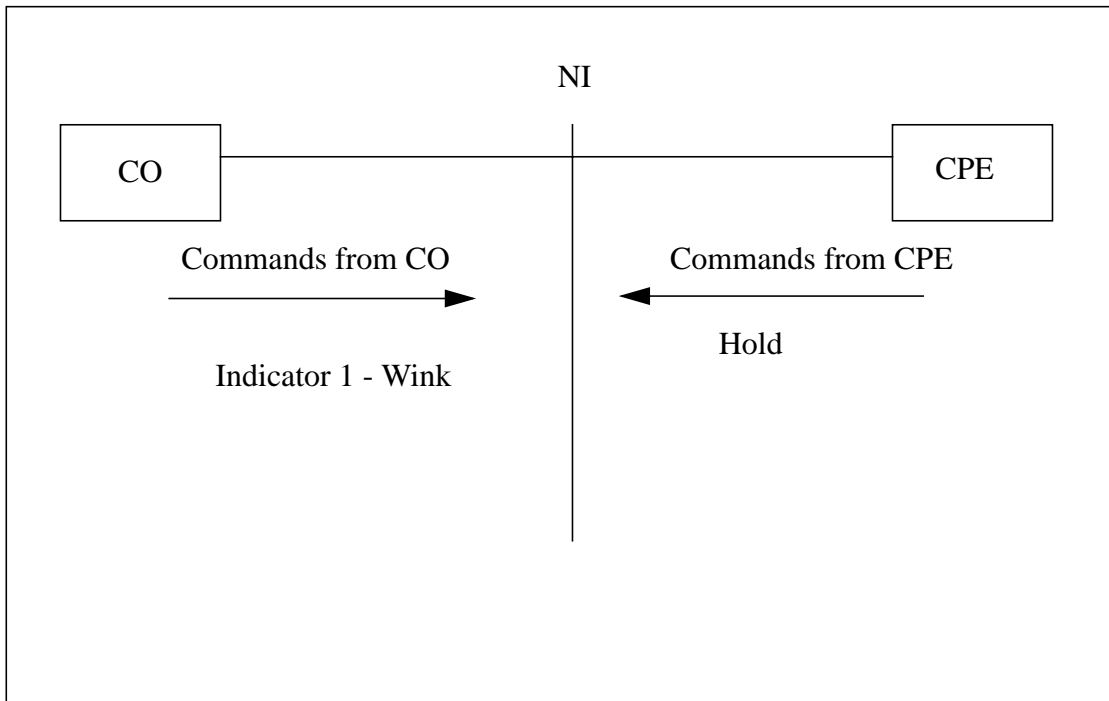 NI
CO
CPE
Commands from CO
Commands from CPE
Hold
Indicator 1 - Wink